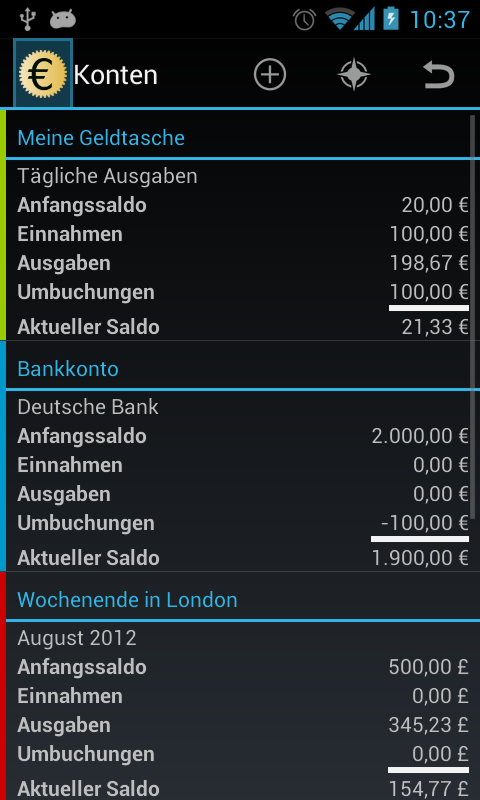 10:37
€ Konten
Meine Geldtasche
Tägliche Ausgaben
Anfangssaldo 20,00 €
Einnahmen 100,00 €
Ausgaben 198,67 €
Umbuchungen 100,00 €
Aktueller Saldo 21,33 €
Bankkonto
Deutsche Bank
Anfangssaldo 2.000,00 €
Einnahmen 0,00 €
Ausgaben 0,00 €
Umbuchungen -100,00 €
Aktueller Saldo 1.900,00 €
Wochenende in London
August 2012
Anfangssaldo 500,00 £
Einnahmen 0,00 £
Ausgaben 345,23 £
Umbuchungen 0,00 £
Aktueller Saldo 154,77 £